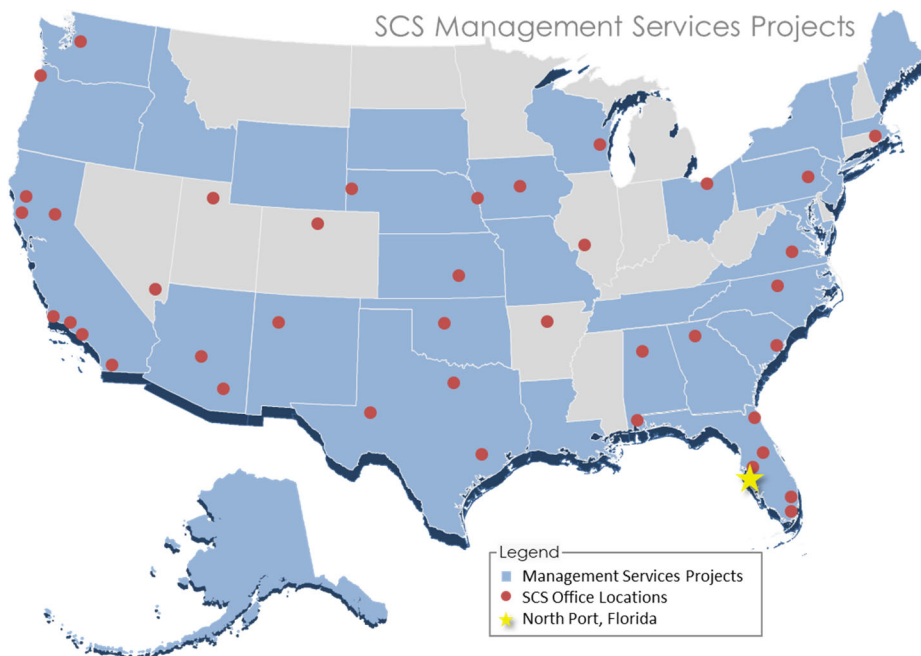 SCS Management Services Projects
Legend
Management Services Projects
SCS Office Locations
North Port, Florida